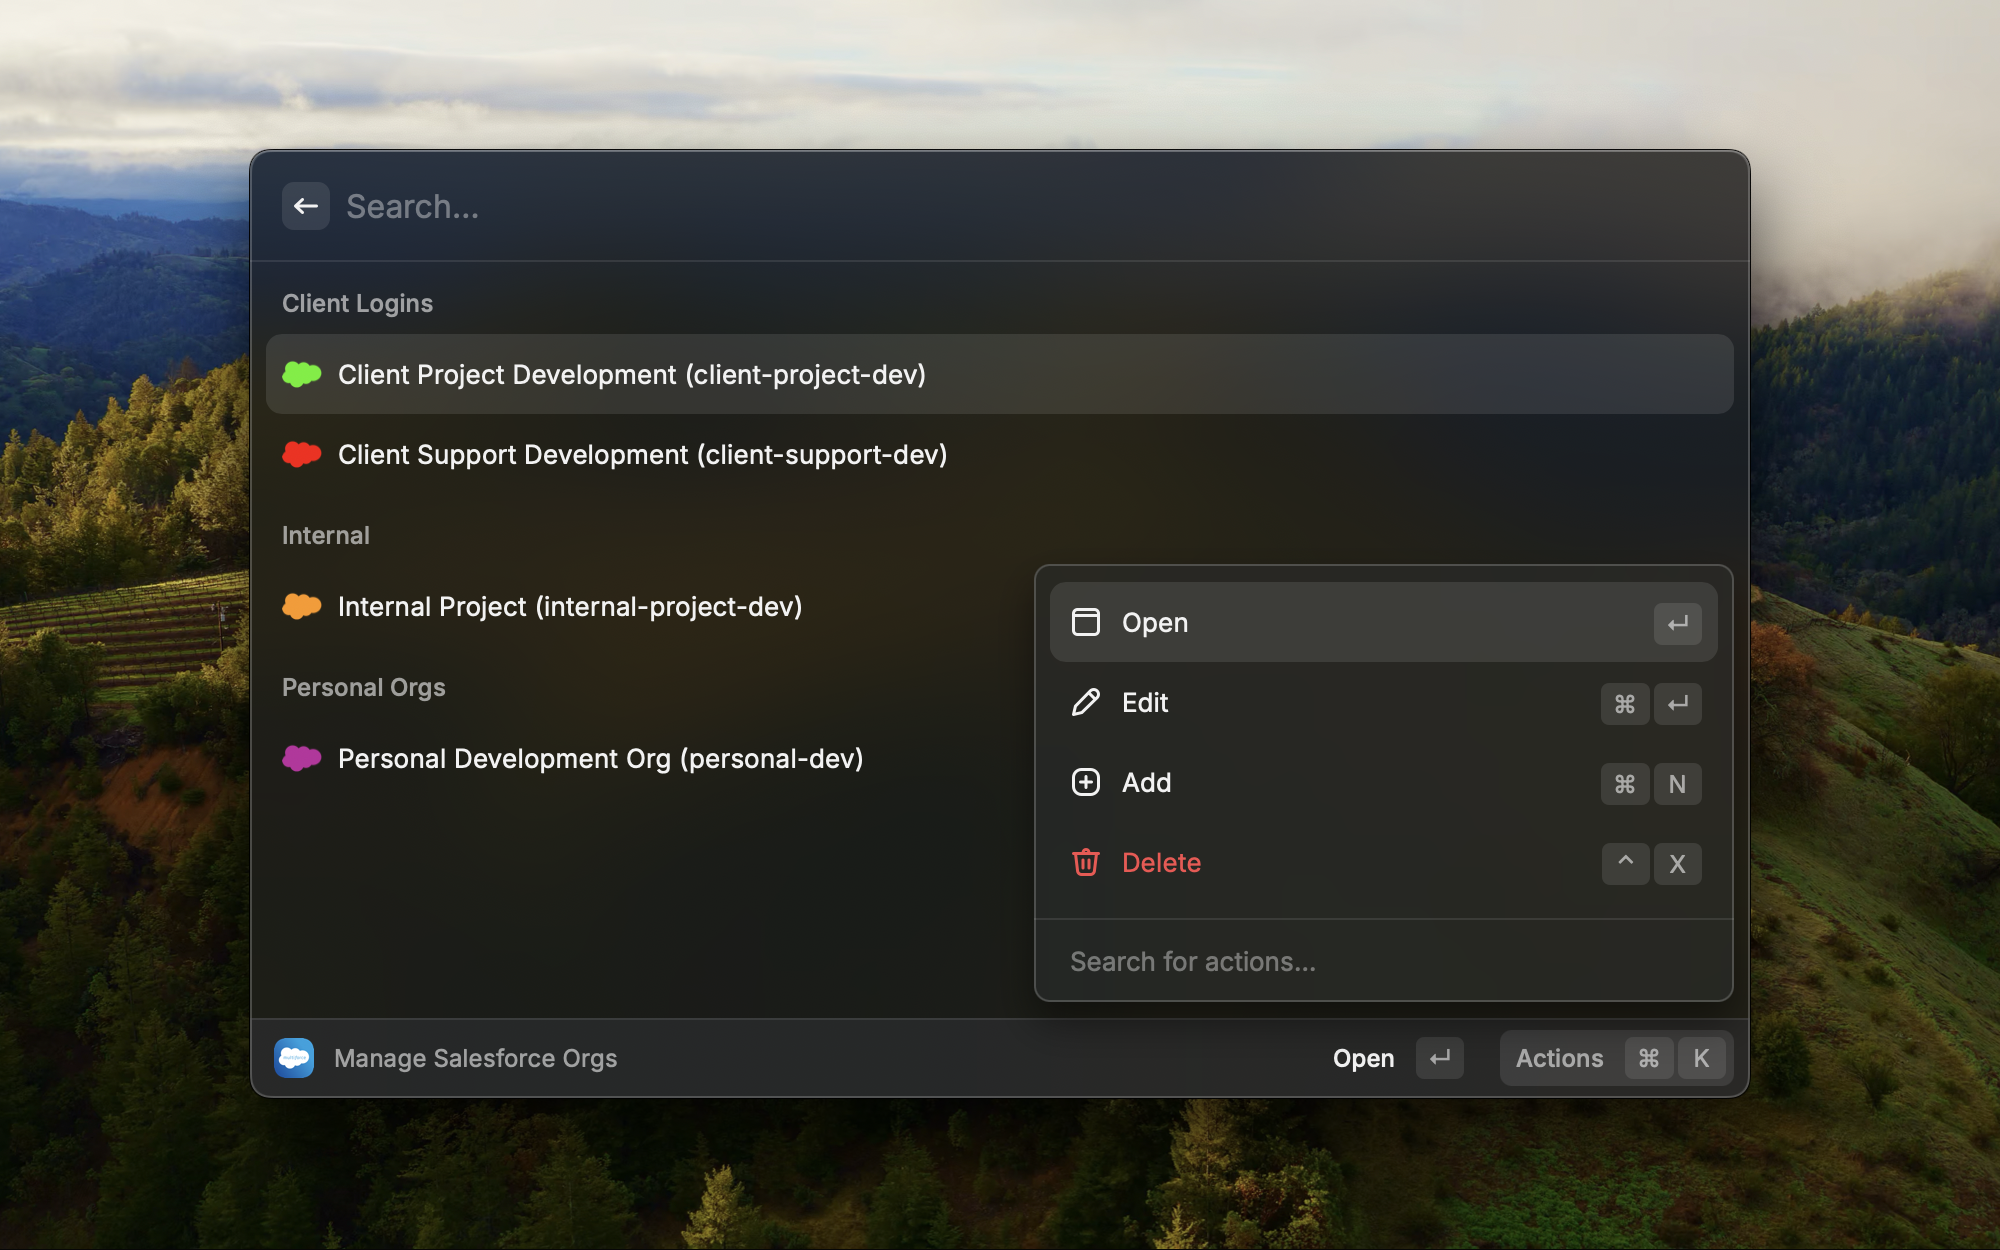 Search...
Client Logins
Client Project Development (client-project-dev)
Client Support Development (client-support-dev)
Internal
Internal Project (internal-project-dev)
Personal Orgs
Personal Development Org (personal-dev)
Open ↵
Edit ⌘ ↵
Add ⌘ N
Delete ^ X
Search for actions...
Manage Salesforce Orgs
Open ↵
Actions ⌘ K